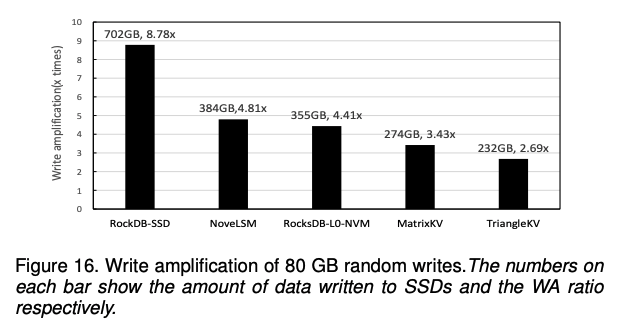 10
702GB, 8.78x
9
8
7
6
384GB,4.81x
355GB, 4.41x
5
274GB, 3.43x
4
232GB, 2.69x
3
2
1
0
Write amplification(x times)
RockDB-SSD NoveLSM RocksDB-L0-NVM MatrixKV TriangleKV
Figure 16. Write amplification of 80 GB random writes.The numbers on
each bar show the amount of data written to SSDs and the WA ratio
respectively.